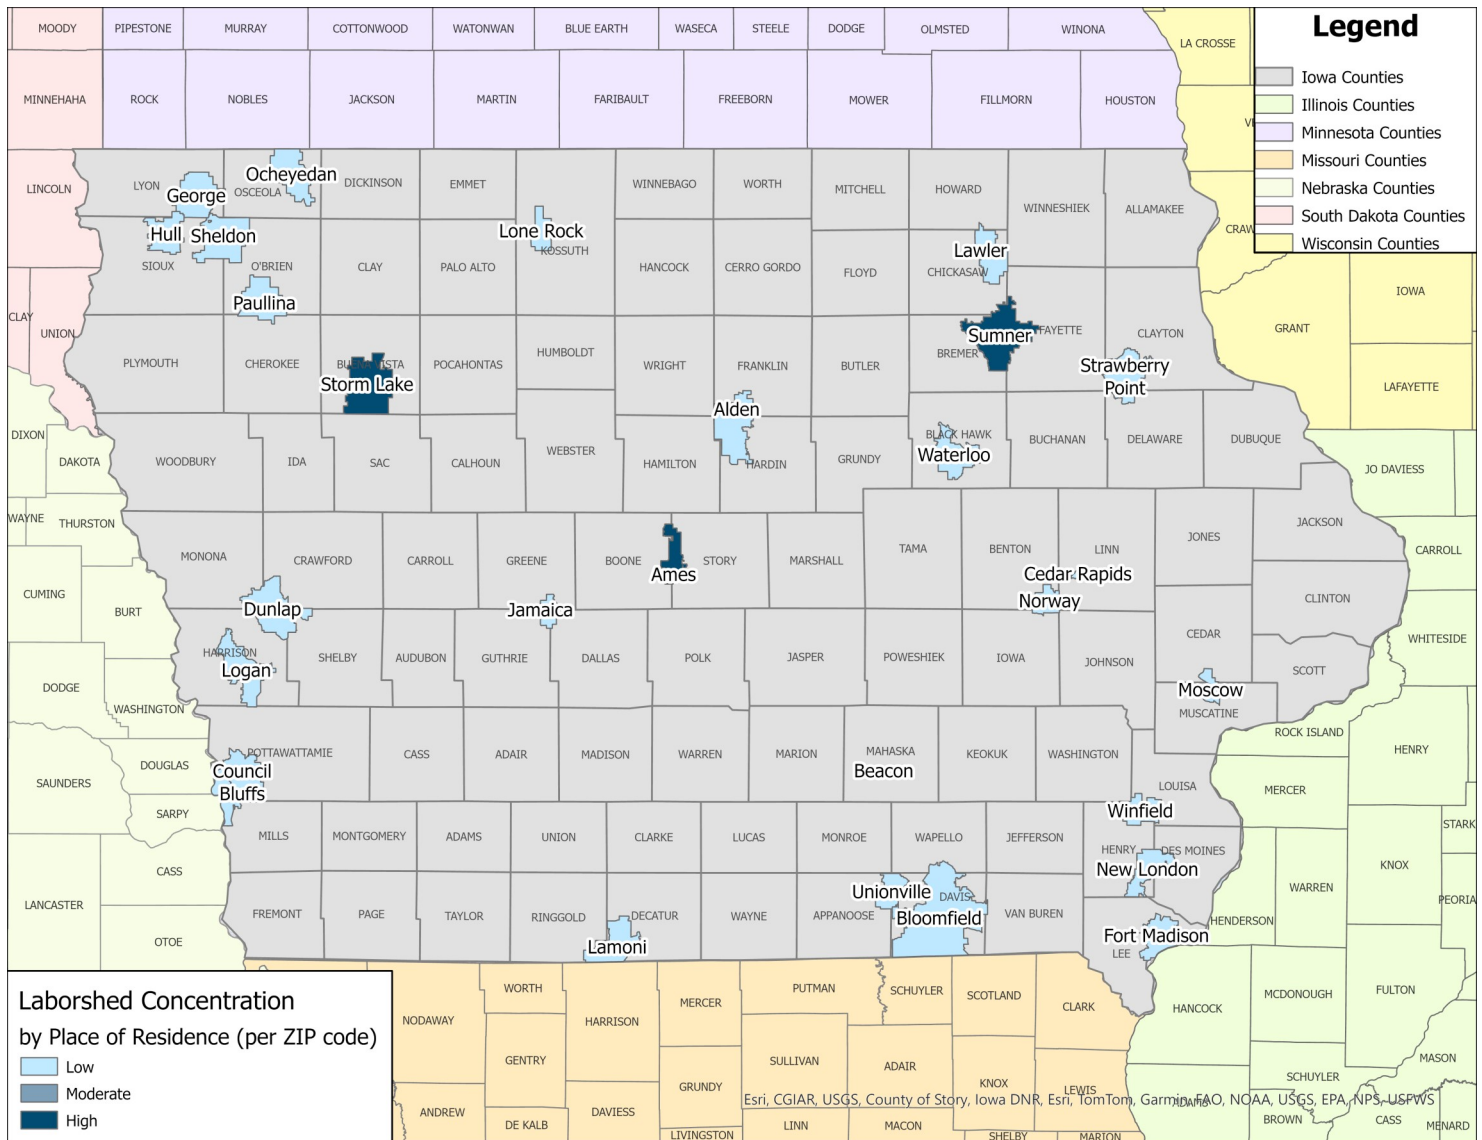 MOODY
PIPESTONE
MURRAY
COTTONWOOD
WATONWAN
BLUE EARTH
WASECA
STEELE
DODGE
OLMSTED
WINONA
LA CROSSE
Legend
Iowa Counties
Illinois Counties
Minnesota Counties
Missouri Counties
Nebraska Counties
South Dakota Counties
Wisconsin Counties
MINNEHAHA
ROCK
NOBLES
JACKSON
MARTIN
FARIBAULT
FREEBORN
MOWER
FILLMORN
HOUSTON
LINCOLN
LYON
George
OSCEOLA
Ocheyedan
DICKINSON
EMMET
WINNEBAGO
WORTH
MITCHELL
HOWARD
WINNESHIEK
ALLAMAKEE
CRAW
Hull
Sheldon
Lone Rock
KOSSUTH
Lawler
SIOUX
O'BRIEN
CLAY
PALO ALTO
HANCOCK
CERRO GORDO
FLOYD
CHICKASAW
IOWA
Paullina
CLAY
UNION
Sumner
FAYETTE
CLAYTON
GRANT
PLYMOUTH
CHEROKEE
BUENA VISTA
Storm Lake
POCAHONTAS
HUMBOLDT
WRIGHT
FRANKLIN
BUTLER
BREMER
Strawberry
Point
LAFAYETTE
Alden
DIXON
DAKOTA
WOODBURY
IDA
SAC
CALHOUN
WEBSTER
HAMILTON
HARDIN
GRUNDY
BLACK HAWK
Waterloo
BUCHANAN
DELAWARE
DUBUQUE
JO DAVIESS
WAYNE
THURSTON
MONONA
CRAWFORD
CARROLL
GREENE
BOONE
STORY
Ames
MARSHALL
TAMA
BENTON
LINN
Cedar Rapids
Norway
JONES
JACKSON
CARROLL
CUMING
BURT
Dunlap
Jamaica
CLINTON
WHITESIDE
CEDAR
HARRISON
Logan
SHELBY
AUDUBON
GUTHRIE
DALLAS
POLK
JASPER
POWESHIEK
IOWA
JOHNSON
SCOTT
DODGE
WASHINGTON
Moscow
MUSCATINE
ROCK ISLAND
HENRY
POTTAWATTAMIE
CASS
ADAIR
MADISON
WARREN
MARION
MAHASKA
Beacon
KEOKUK
WASHINGTON
SAUNDERS
DOUGLAS
Council
Bluffs
LOUISA
MERCER
SARPY
Winfield
STARK
MILLS
MONTGOMERY
ADAMS
UNION
CLARKE
LUCAS
MONROE
WAPELLO
JEFFERSON
HENRY
DES MOINES
New London
CASS
KNOX
LANCASTER
Unionville
DAVIS
Bloomfield
WARREN
PEORIA
FREMONT
PAGE
TAYLOR
RINGGOLD
DECATUR
Lamoni
WAYNE
APPANOOSE
VAN BUREN
Fort Madison
LEE
HENDERSON
OTOE
Laborshed Concentration
by Place of Residence (per ZIP code)
Low
Moderate
High
NODAWAY
WORTH
HARRISON
MERCER
PUTMAN
SCHUYLER
SCOTLAND
CLARK
HANCOCK
MCDONOUGH
FULTON
GENTRY
SULLIVAN
ADAIR
KNOX
LEWIS
GRUNDY
SCHUYLER
MASON
ANDREW
DAVIESS
DE KALB
LIVINGSTON
LINN
MACON
SHELBY
MARION
ADAMS
BROWN
CASS
MENARD
Esri, CGIAR, USGS, County of Story, Iowa DNR, Esri, TomTom, Garmin, FAO, NOAA, USGS, EPA, NPS, USFWS